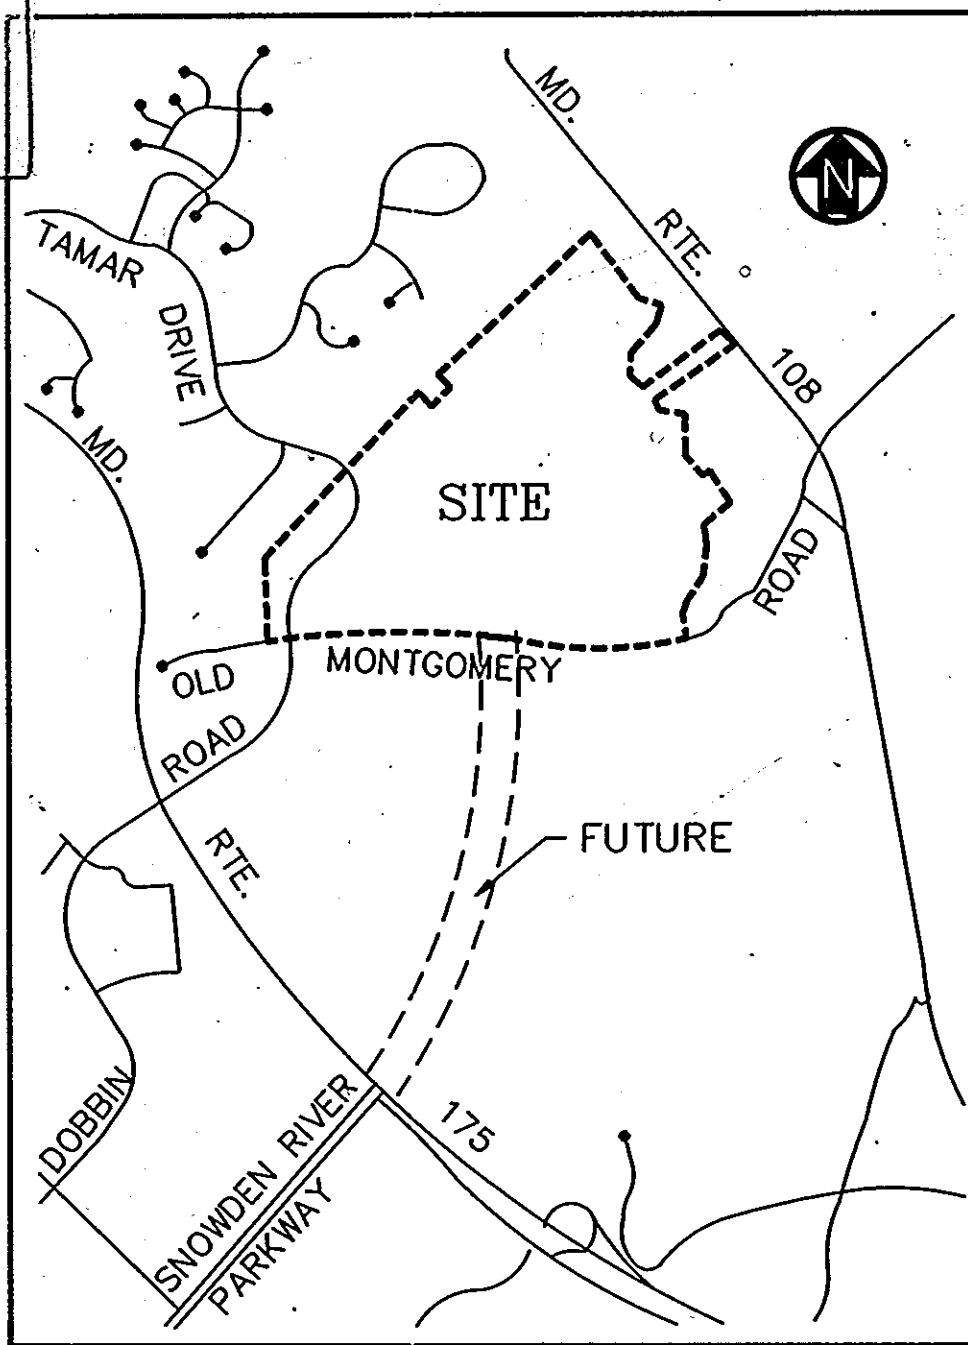 MD.
N
TAMAR
RTE.
DRIVE
108
MD.
SITE
ROAD
MONTGOMERY
OLD
ROAD
FUTURE
RTE.
DOBBIN
175
SNOWDEN RIVER
PARKWAY